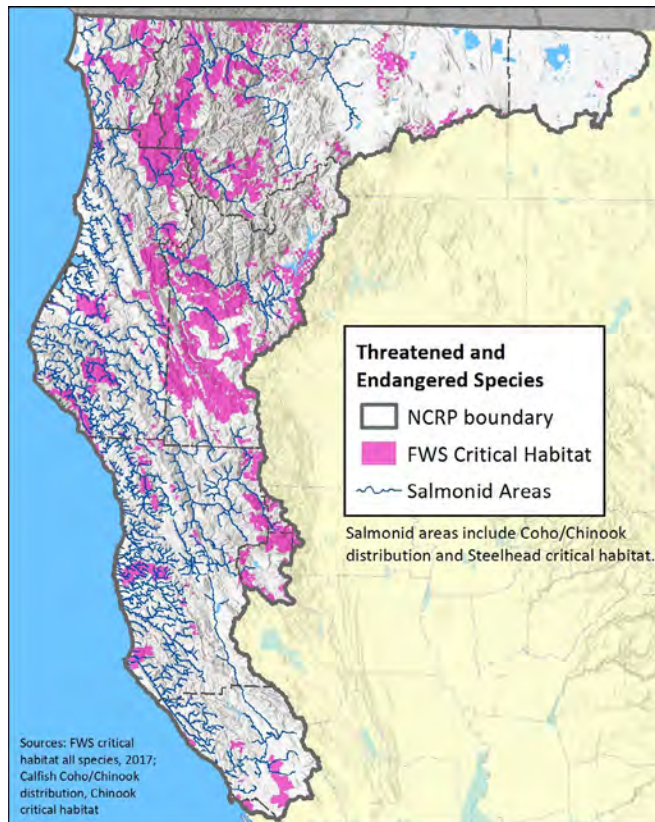 Threatened and
Endangered Species
NCRP boundary
FWS Critical Habitat
Salmonid Areas
Salmonid areas include Coho/Chinook
distribution and Steelhead critical habitat.
Sources: FWS critical
habitat all species, 2017;
Calfish Coho/Chinook
distribution, Chinook
critical habitat